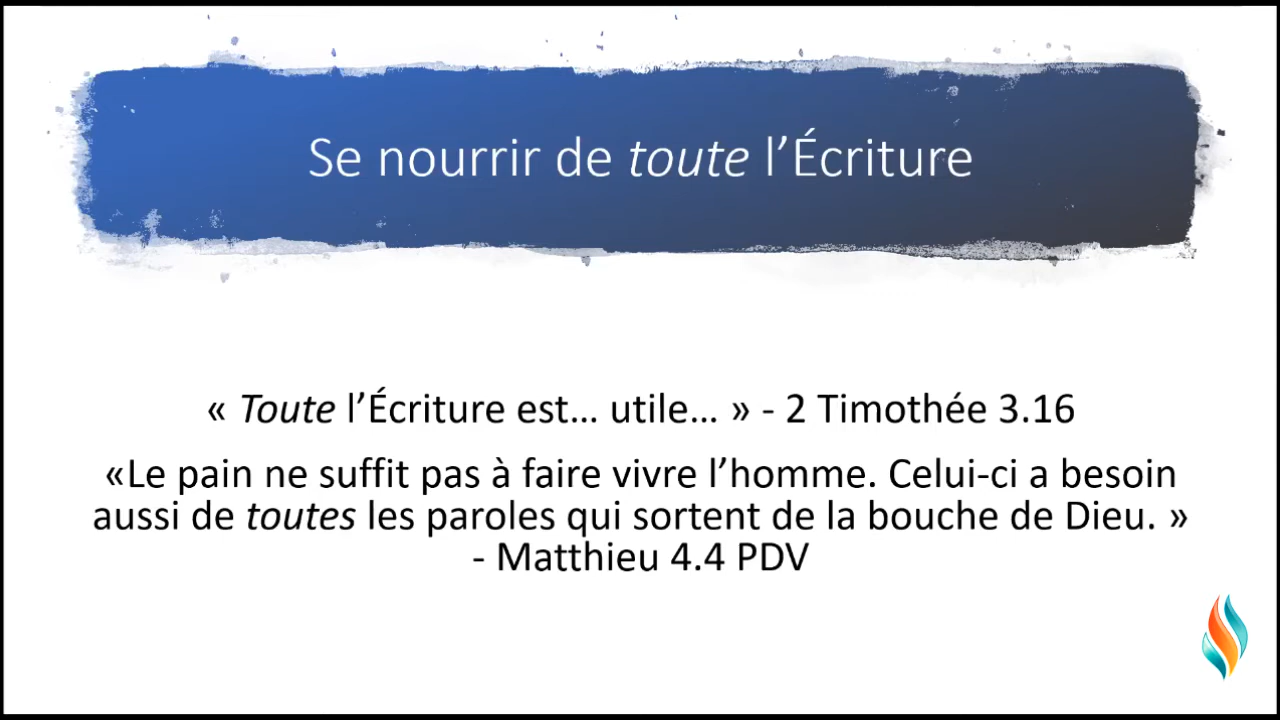 Se nourrir de toute l’Écriture
« Toute l’Écriture est... utile... » - 2 Timothée 3.16
«Le pain ne suffit pas à faire vivre l’homme. Celui-ci a besoin
aussi de toutes les paroles qui sortent de la bouche de Dieu. »
- Matthieu 4.4 PDV